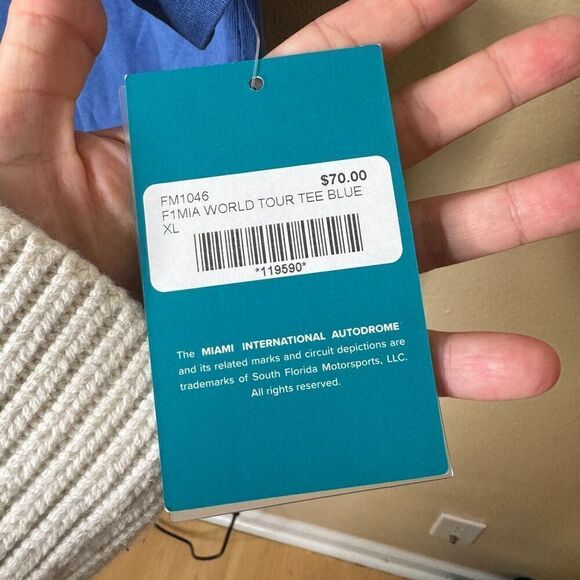 $70.00
FM1046
F1MIA WORLD TOUR TEE BLUE
XL
*119590*
The MIAMI INTERNATIONAL AUTODROME
and its related marks and circuit depictions are
trademarks of South Florida Motorsports, LLC.
All rights reserved.